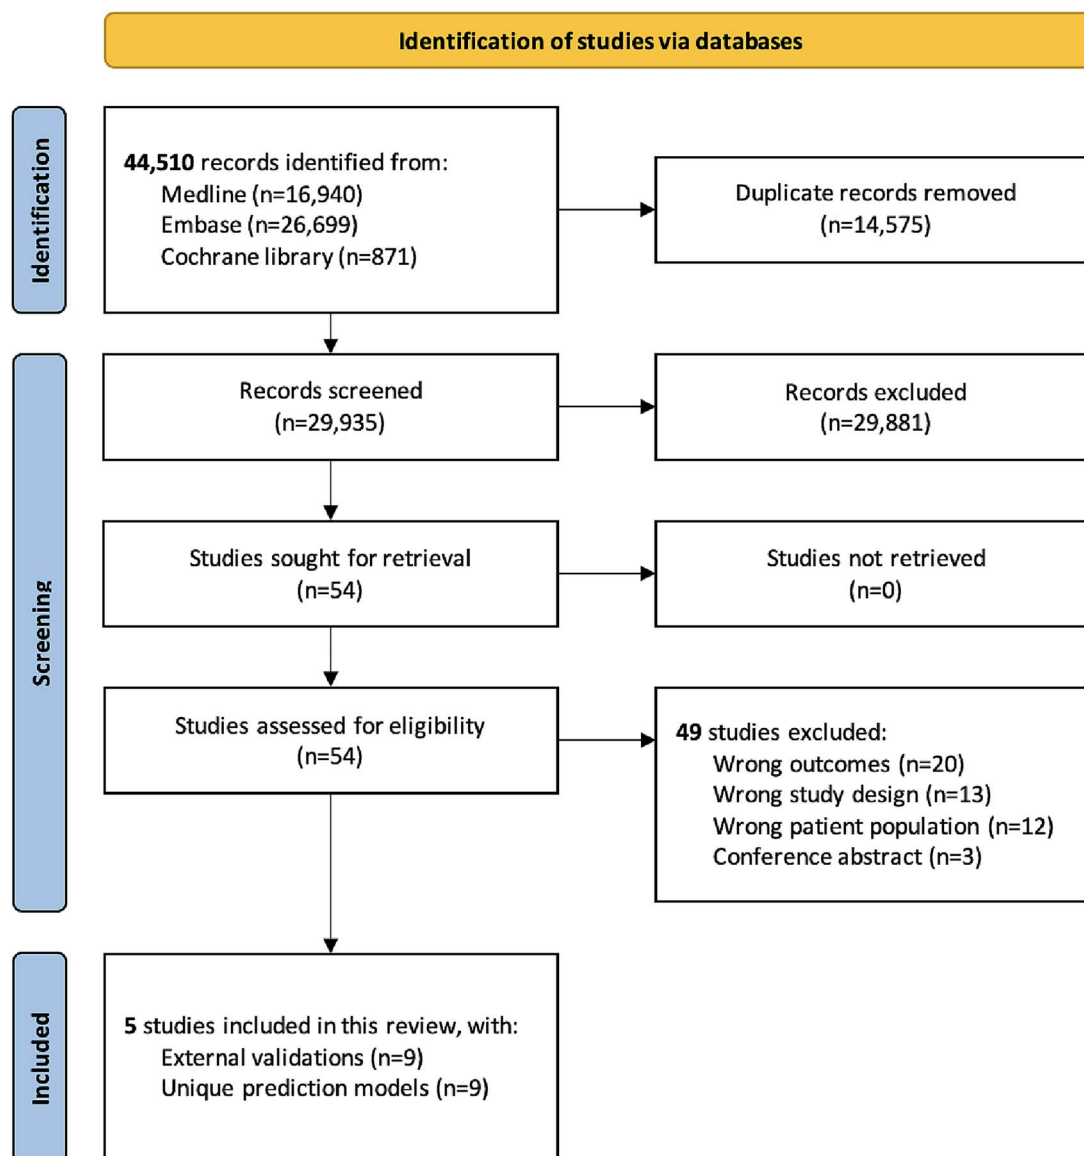 Identification of studies via databases
Identification
44,510 records identified from:
Medline (n=16,940)
Embase (n=26,699)
Cochrane library (n=871)
Duplicate records removed
(n=14,575)
Screening
Records screened
(n=29,935)
Records excluded
(n=29,881)
Studies sought for retrieval
(n=54)
Studies not retrieved
(n=0)
Studies assessed for eligibility
(n=54)
49 studies excluded:
Wrong outcomes (n=20)
Wrong study design (n=13)
Wrong patient population (n=12)
Conference abstract (n=3)
Included
5 studies included in this review, with:
External validations (n=9)
Unique prediction models (n=9)